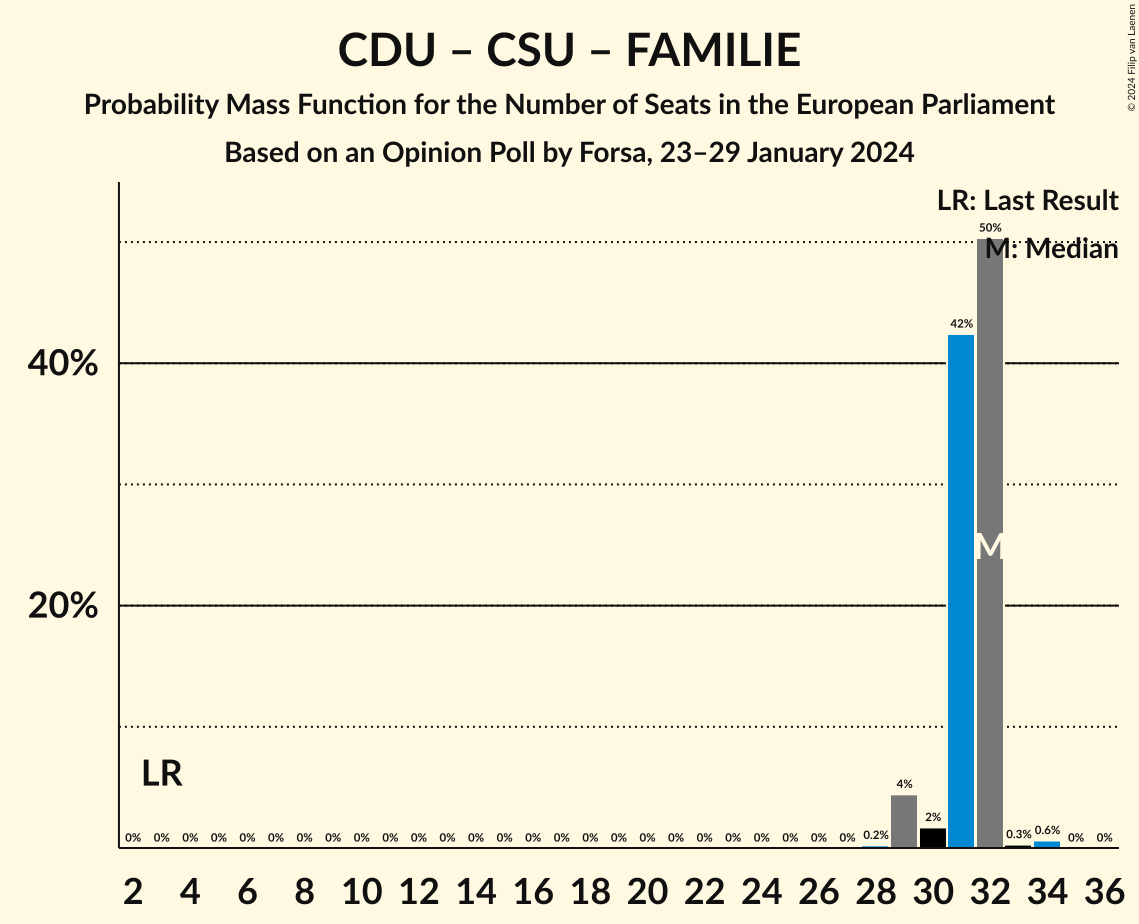 © 2024 Filip van Laenen
CDU – CSU – FAMILIE
Probability Mass Function for the Number of Seats in the European Parliament
Based on an Opinion Poll by Forsa, 23–29 January 2024
LR: Last Result
M: Median
50%
42%
40%
M
20%
LR
4%
2%
0% 0% 0% 0% 0% 0% 0% 0% 0% 0% 0% 0% 0% 0% 0% 0% 0% 0% 0% 0% 0% 0% 0% 0% 0% 0% 0.2% 0.3% 0.6% 0% 0%
2 4 6 8 10 12 14 16 18 20 22 24 26 28 30 32 34 36